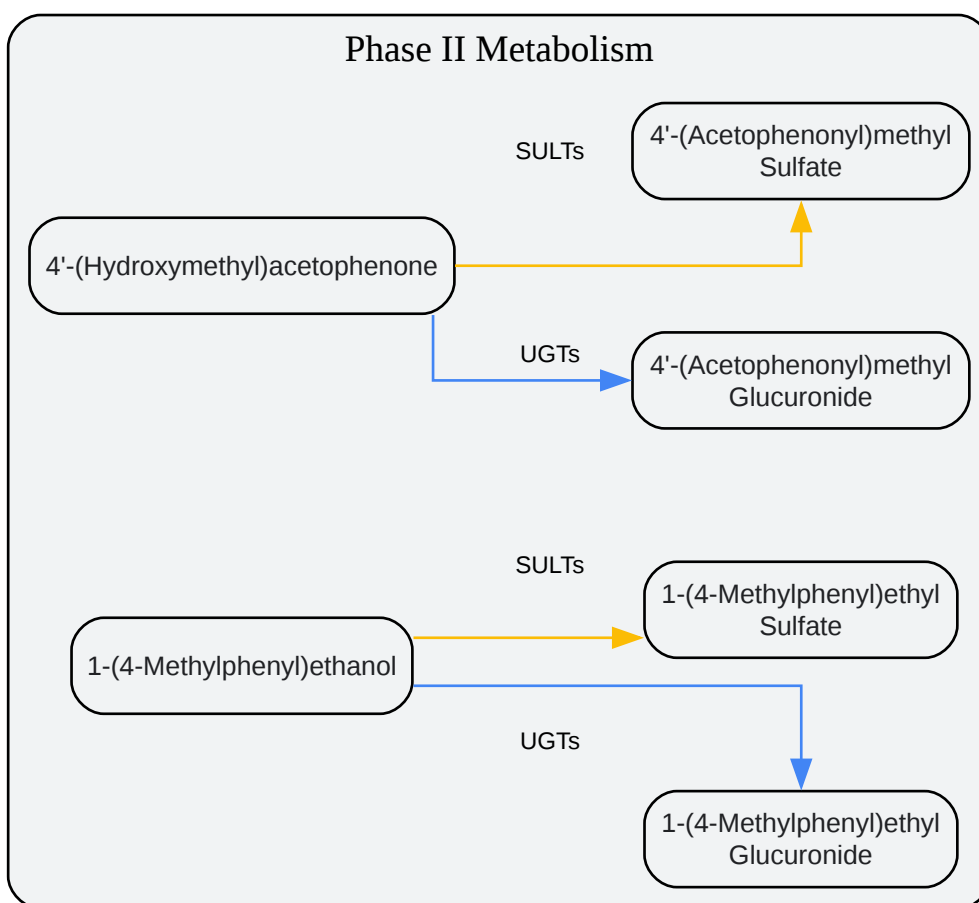 Phase II Metabolism
SULTs
4'-(Acetophenonyl)methyl
Sulfate
4'-(Hydroxymethyl)acetophenone
UGTs
4'-(Acetophenonyl)methyl
Glucuronide
SULTs
1-(4-Methylphenyl)ethyl
Sulfate
1-(4-Methylphenyl)ethanol
UGTs
1-(4-Methylphenyl)ethyl
Glucuronide